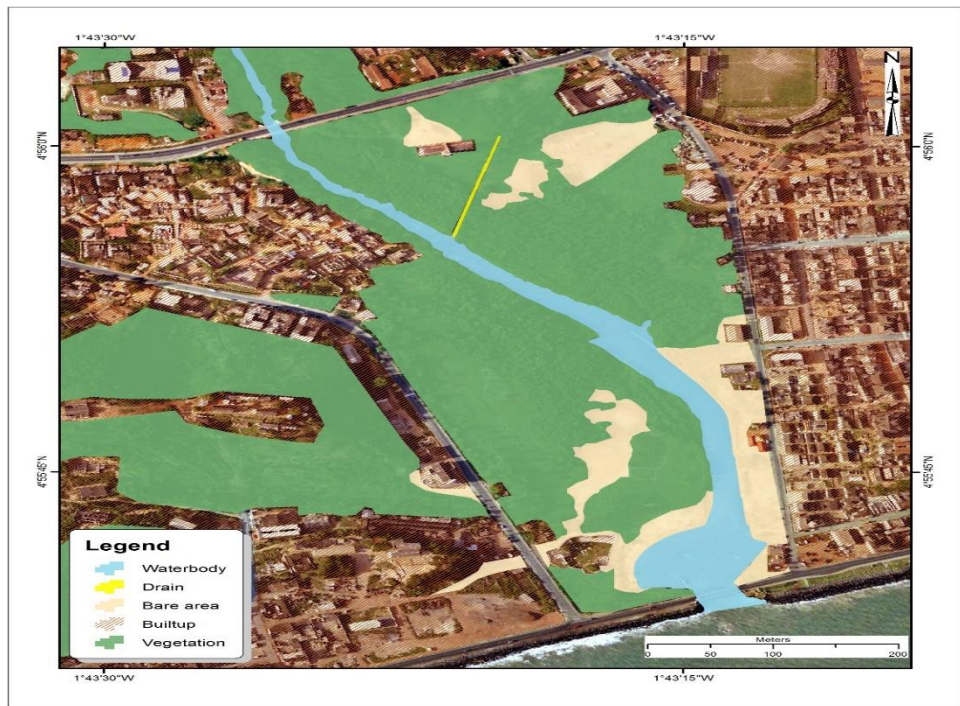 1°43'30"W 1°43'15"W
N
4°56'0"N 4°56'0"N
4°55'45"N 4°55'45"N
Legend
Waterbody
Drain
Bare area
Builtup
Vegetation
Meters
0 50 100 200
1°43'30"W 1°43'15"W